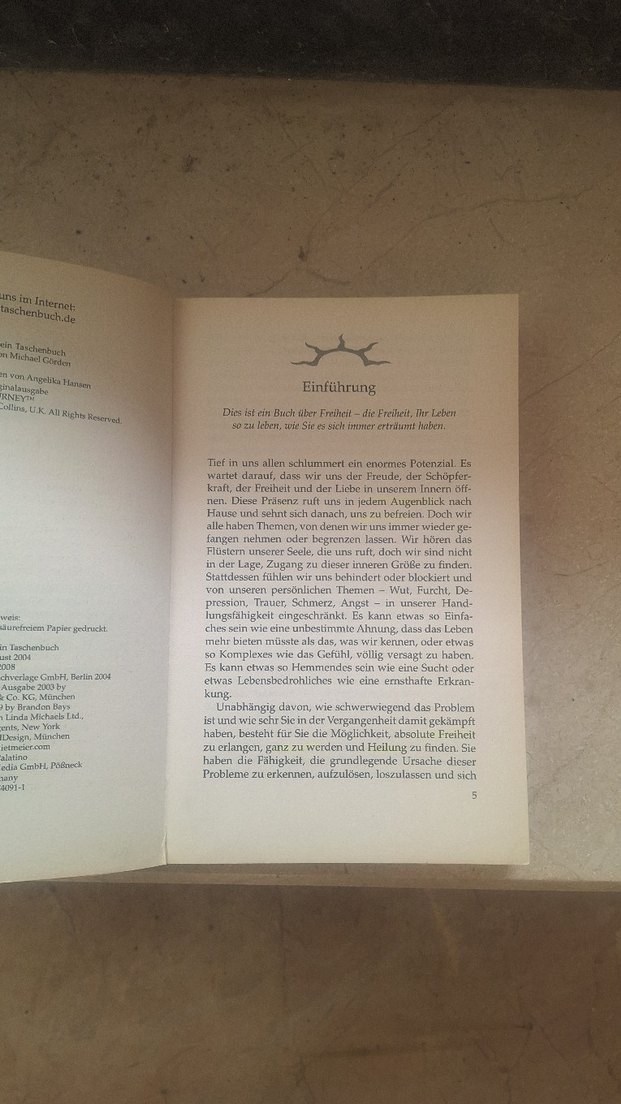 uns im Internet:
taschenbuch.de
ein Taschenbuch
on Michael Görden
en von Angelika Hansen
ginalausgabe
RNEY™
Collins, U.K. All Rights Reserved.
weis:
säurefreiem Papier gedruckt.
in Taschenbuch
ust 2004
2008
chverlage GmbH, Berlin 2004
Ausgabe 2003 by
& Co. KG, München
9 by Brandon Bays
n Linda Michaels Ltd.,
gents, New York
fDesign, München
ietmeier.com
Palatino
Media GmbH, Pößneck
many
4091-1
Einführung
Dies ist ein Buch über Freiheit – die Freiheit, Ihr Leben
so zu leben, wie Sie es sich immer erträumt haben.
Tief in uns allen schlummert ein enormes Potenzial. Es
wartet darauf, dass wir uns der Freude, der Schöpfer-
kraft, der Freiheit und der Liebe in unserem Innern öff-
nen. Diese Präsenz ruft uns in jedem Augenblick nach
Hause und sehnt sich danach, uns zu befreien. Doch wir
alle haben Themen, von denen wir uns immer wieder ge-
fangen nehmen oder begrenzen lassen. Wir hören das
Flüstern unserer Seele, die uns ruft, doch wir sind nicht
in der Lage, Zugang zu dieser inneren Größe zu finden.
Stattdessen fühlen wir uns behindert oder blockiert und
von unseren persönlichen Themen – Wut, Furcht, De-
pression, Trauer, Schmerz, Angst – in unserer Hand-
lungsfähigkeit eingeschränkt. Es kann etwas so Einfa-
ches sein wie eine unbestimmte Ahnung, dass das Leben
mehr bieten müsste als das, was wir kennen, oder etwas
so Komplexes wie das Gefühl, völlig versagt zu haben.
Es kann etwas so Hemmendes sein wie eine Sucht oder
etwas Lebensbedrohliches wie eine ernsthafte Erkran-
kung.
Unabhängig davon, wie schwerwiegend das Problem
ist und wie sehr Sie in der Vergangenheit damit gekämpft
haben, besteht für Sie die Möglichkeit, absolute Freiheit
zu erlangen, ganz zu werden und Heilung zu finden. Sie
haben die Fähigkeit, die grundlegende Ursache dieser
Probleme zu erkennen, aufzulösen, loszulassen und sich
5